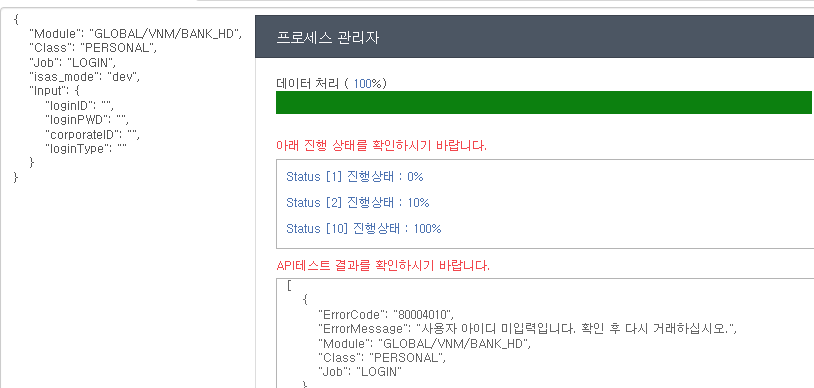 {
"Module": "GLOBAL/VNM/BANK_HD",
"Class": "PERSONAL",
"Job": "LOGIN",
"isas_mode": "dev",
"Input": {
"loginID": "",
"loginPWD": "",
"corporateID": "",
"loginType": ""
}
}
프로세스 관리자
데이터 처리 ( 100%)
아래 진행 상태를 확인하시기 바랍니다.
Status [1] 진행상태 : 0%
Status [2] 진행상태 : 10%
Status [10] 진행상태 : 100%
API테스트 결과를 확인하시기 바랍니다.
[
{
"ErrorCode": "80004010",
"ErrorMessage": "사용자 아이디 미입력입니다. 확인 후 다시 거래하십시오.",
"Module": "GLOBAL/VNM/BANK_HD",
"Class": "PERSONAL",
"Job": "LOGIN"
}